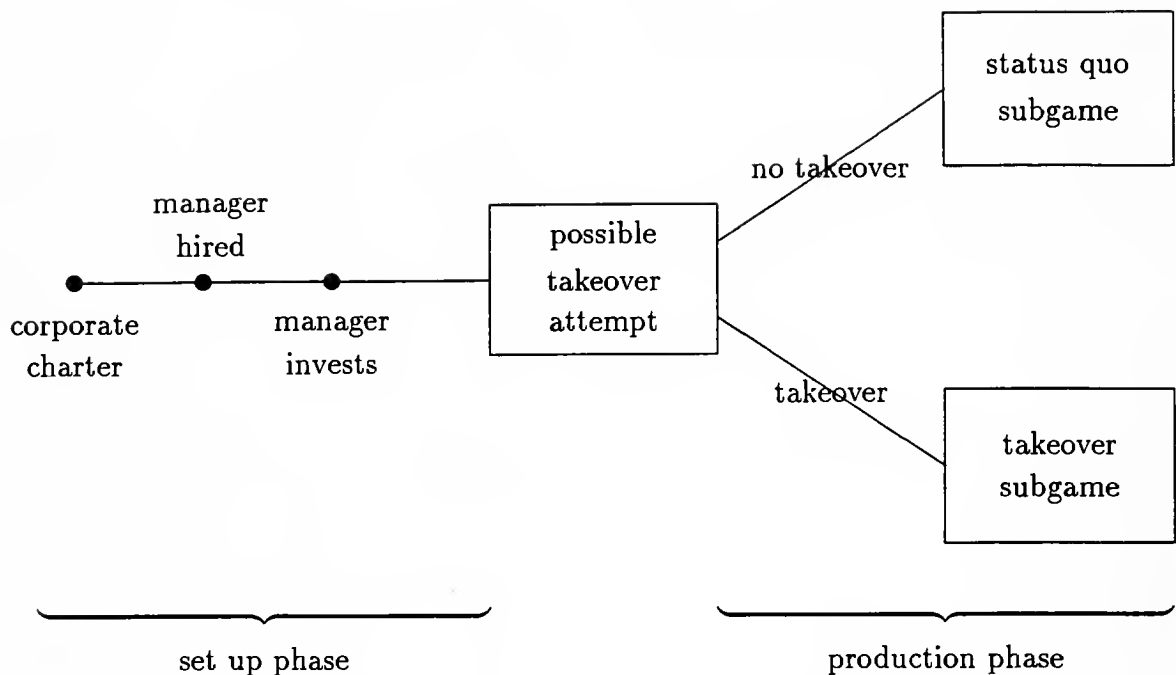 corporate
charter
manager
hired
manager
invests
possible
takeover
attempt
no takeover
takeover
status quo
subgame
takeover
subgame
set up phase
production phase